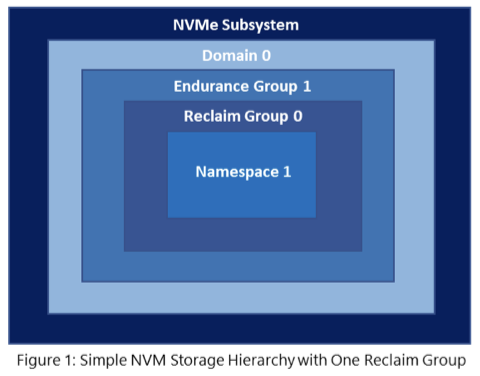 NVMe Subsystem
Domain 0
Endurance Group 1
Reclaim Group 0
Namespace 1
Figure 1: Simple NVM Storage Hierarchy with One Reclaim Group